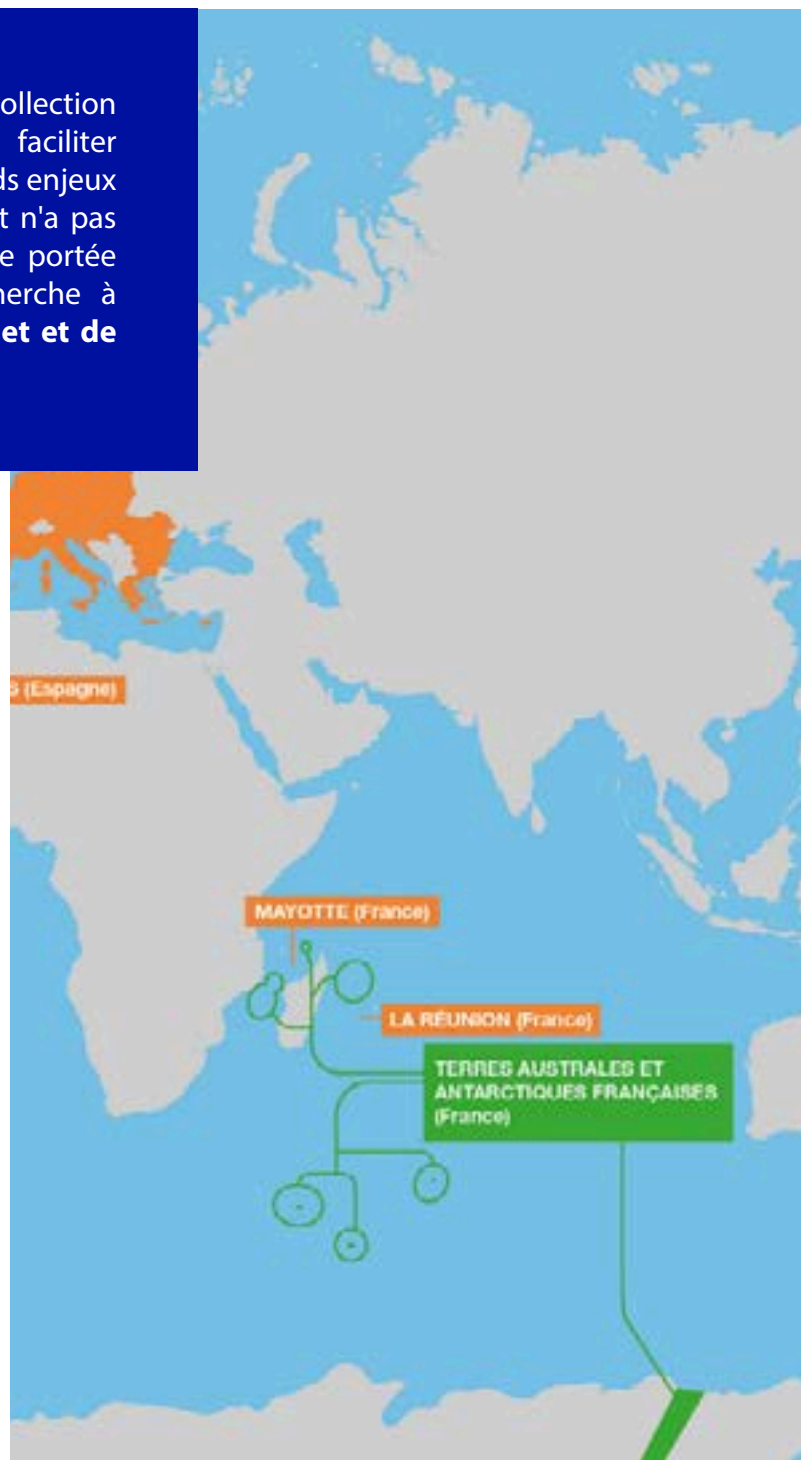 ollection
faciliter
ds enjeux
t n'a pas
e portée
herche à
et et de
S (Espagne)
MAYOTTE (France)
LA RÉUNION (France)
TERRES AUSTRALES ET
ANTARCTIQUES FRANÇAISES
(France)